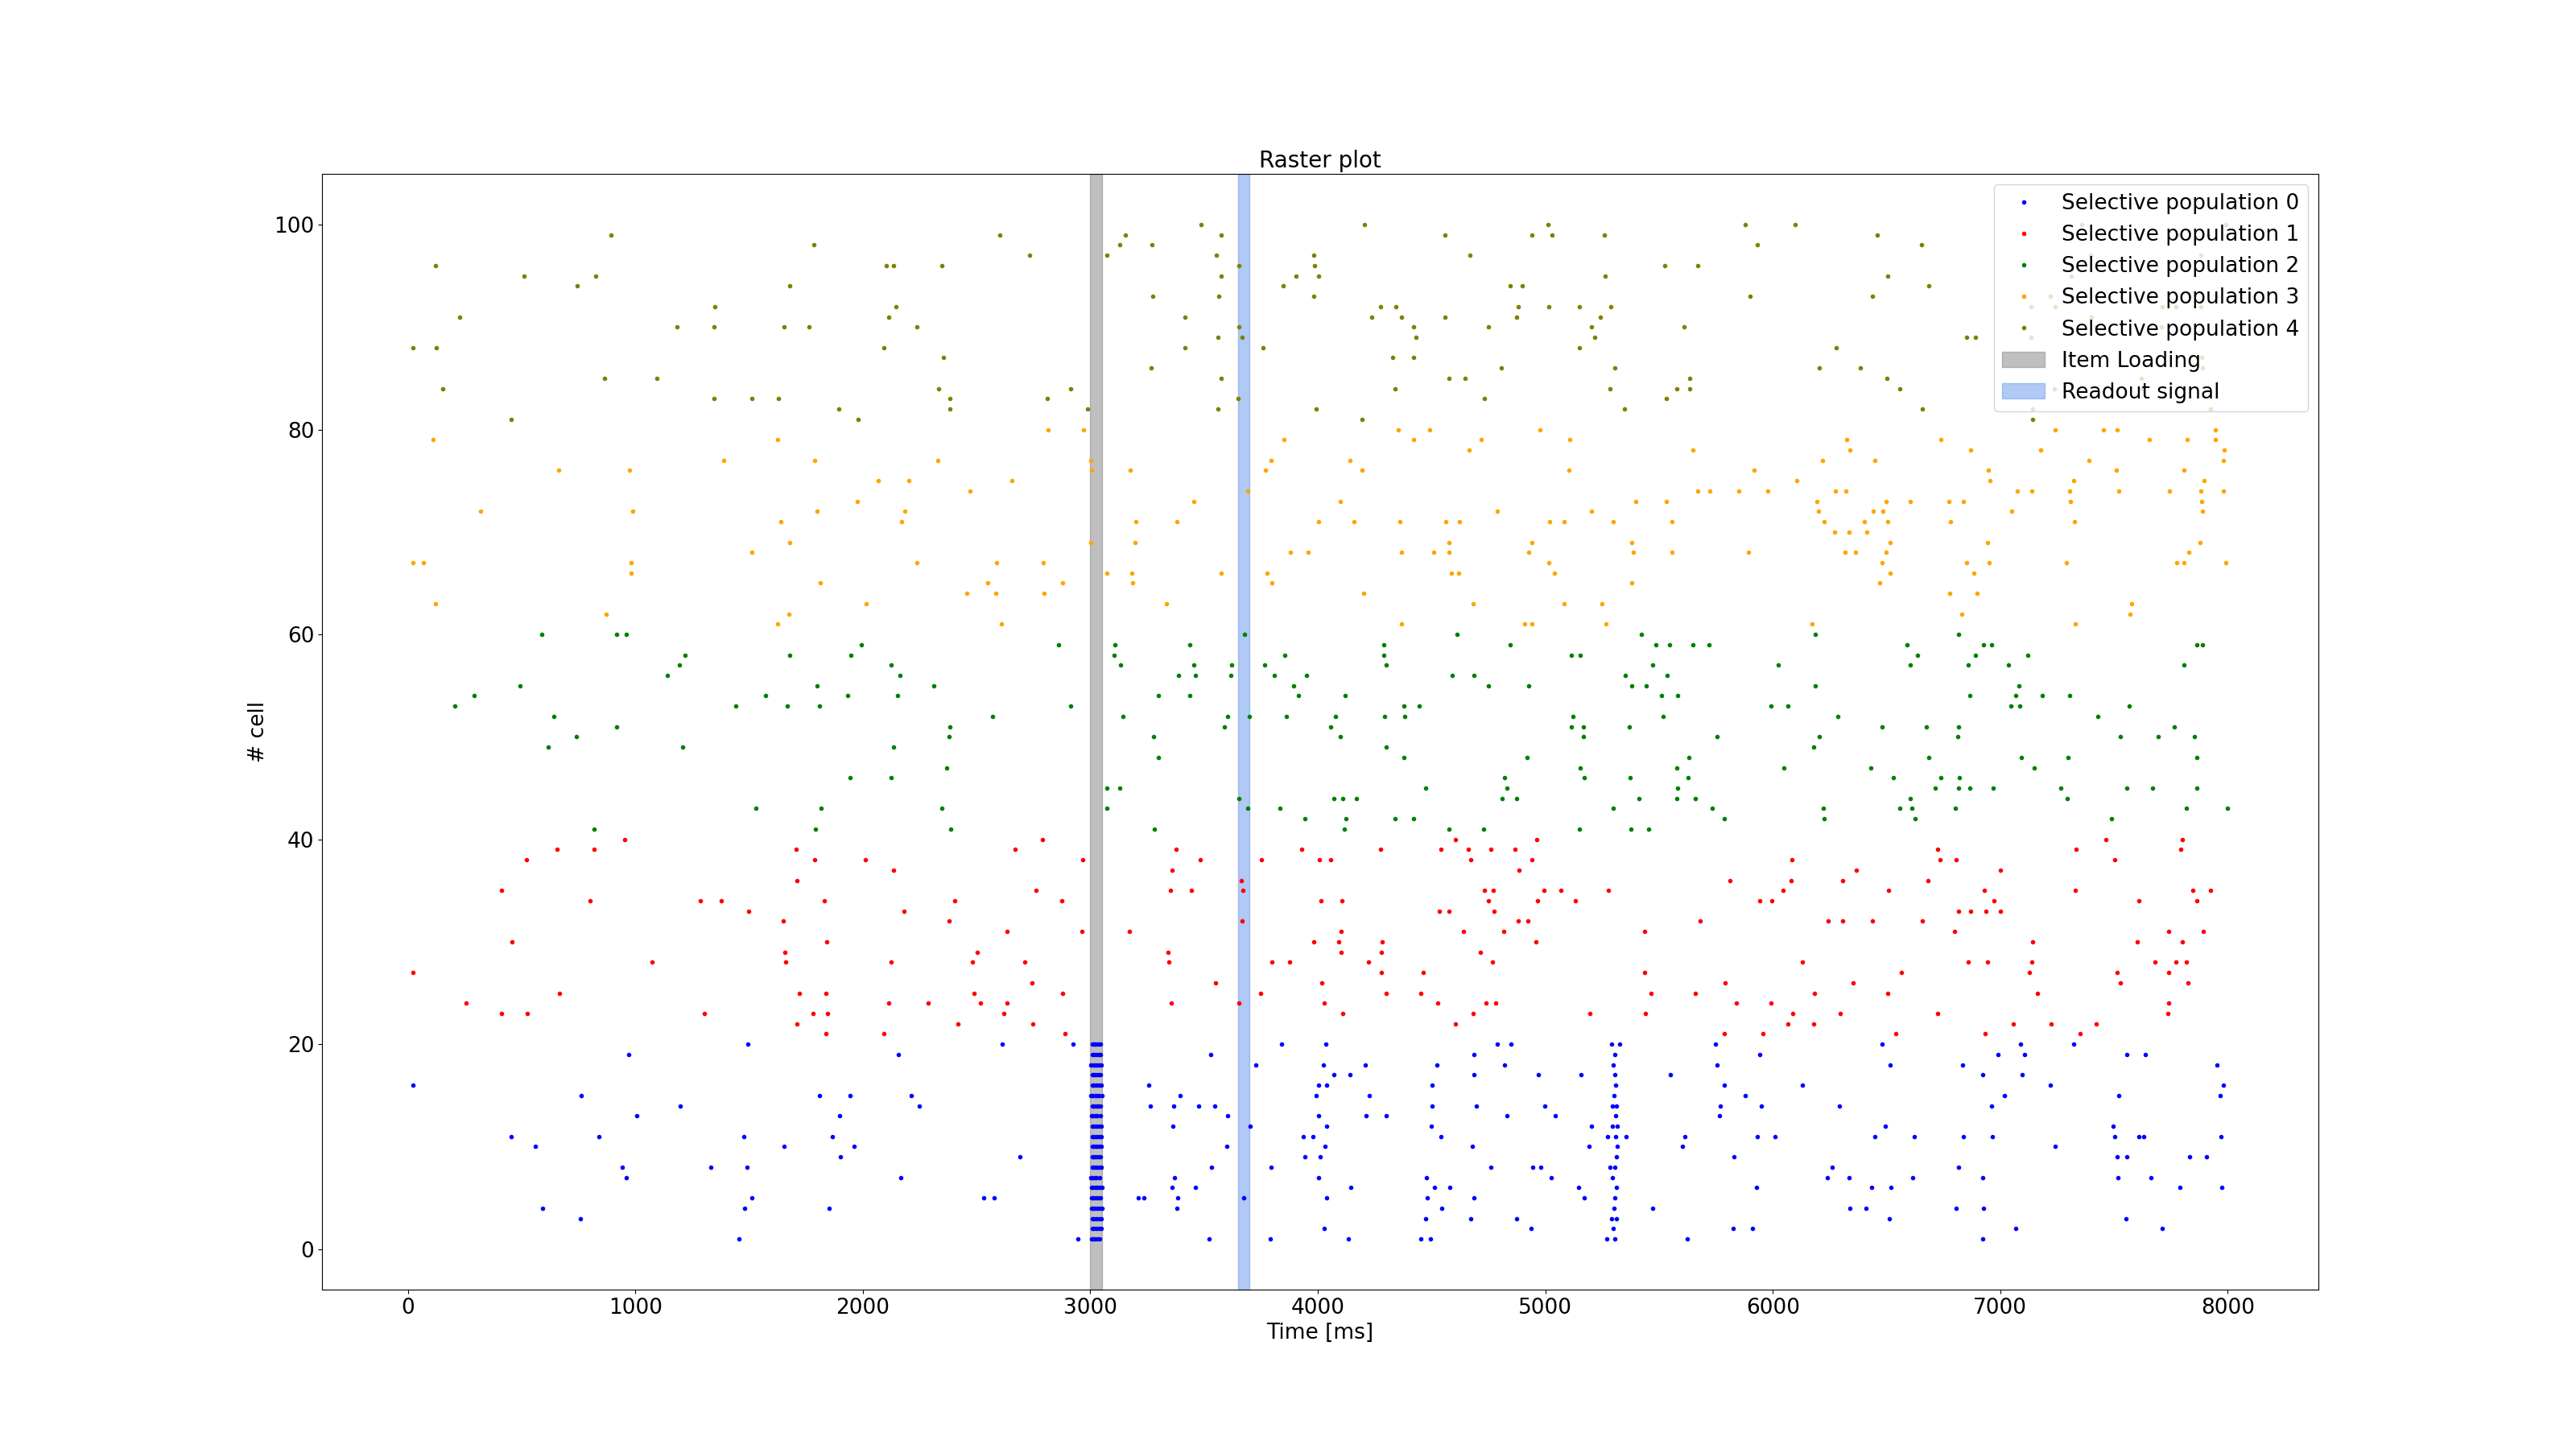 Raster plot
100
80
60
40
20
0
# cell
0 1000 2000 3000 4000 5000 6000 7000 8000
Time [ms]
Selective population 0
Selective population 1
Selective population 2
Selective population 3
Selective population 4
Item Loading
Readout signal